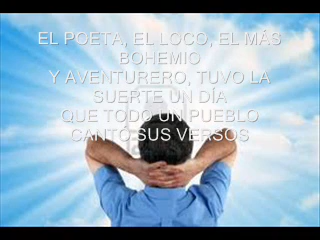 EL POETA, EL LOCO, EL MÁS
BOHEMIO
Y AVENTURERO, TUVO LA
SUERTE UN DÍA
QUE TODO UN PUEBLO
CANTÓ SUS VERSOS